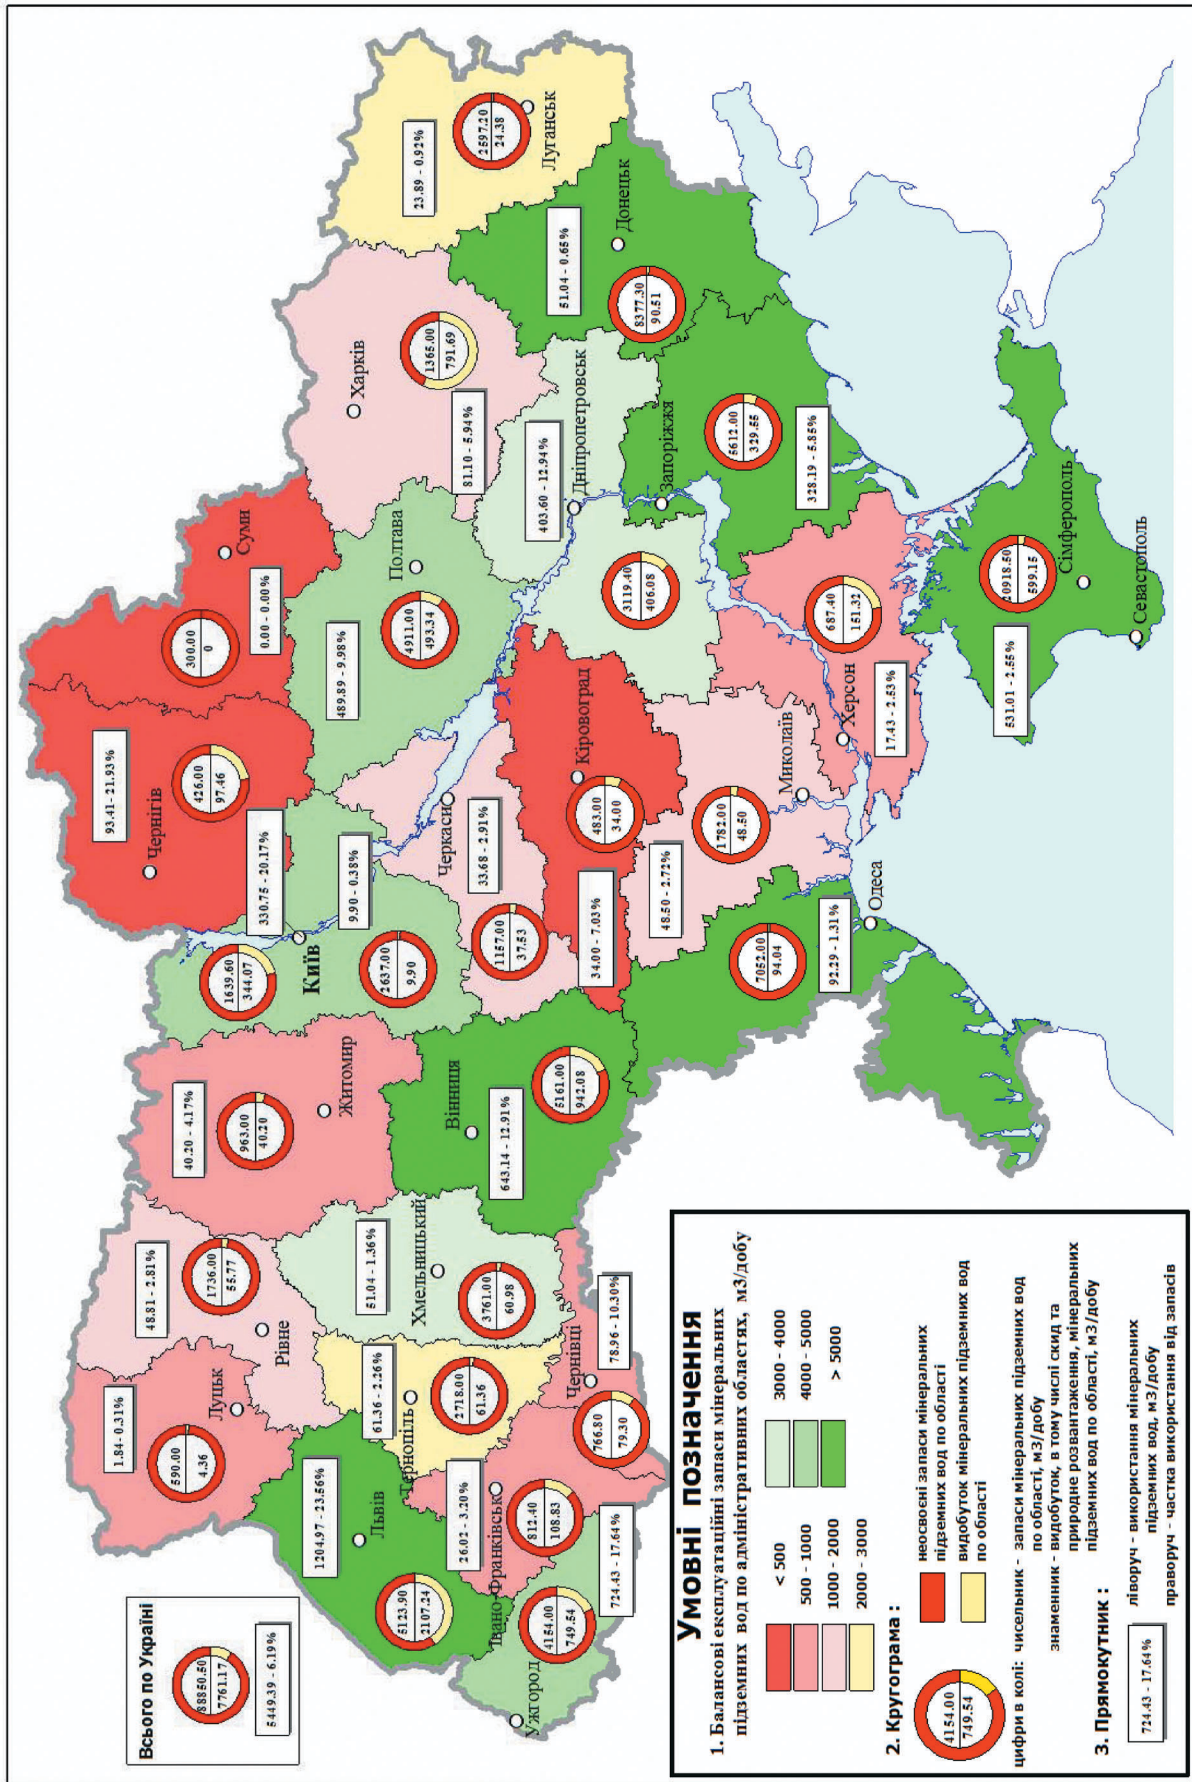 Всього по Україні
88850.50
7761.17
5449.39 - 6.19%
1.84 - 0.31%
590.00
4.36
Луцьк
48.81 - 2.81%
1736.00
55.77
Рівне
40.20 - 4.17%
963.00
40.20
Житомир
1639.60
344.07
330.75 - 20.17%
Київ
2637.00
9.90
9.90 - 0.38%
93.41 - 21.93%
Чернігів
426.00
97.46
300.00
0
0.00 - 0.00%
Суми
1204.97 - 23.56%
Львів
5123.90
2107.24
61.36 - 2.26%
Тернопіль
2718.00
61.36
51.04 - 1.36%
Хмельницький
3761.00
60.98
Вінниця
643.14 - 12.91%
5161.00
942.08
Черкаси
33.68 - 2.91%
1157.00
37.53
489.89 - 9.98%
Полтава
4911.00
493.34
Харків
1365.00
791.69
81.10 - 5.94%
23.89 - 0.92%
2597.20
24.38
Луганськ
26.02 - 3.20%
Івано-Франківськ
812.40
108.83
Ужгород
4154.00
749.54
724.43 - 17.64%
Чернівці
766.80
79.30
78.96 - 10.30%
Кіровоград
483.00
34.00
34.00 - 7.03%
403.60 - 12.94%
Дніпропетровськ
3119.40
406.08
51.04 - 0.65%
Донецьк
8377.30
90.51
Запоріжжя
5612.00
329.55
328.19 - 5.85%
48.50 - 2.72%
1782.00
48.50
Миколаїв
7052.00
94.04
92.29 - 1.31%
Одеса
687.40
151.32
Херсон
17.43 - 2.53%
531.01 - 2.55%
20918.50
599.15
Сімферополь
Севастополь
Умовні позначення
1. Балансові експлуатаційні запаси мінеральних
підземних вод по адміністративних областях, м3/добу
< 500
500 - 1000
1000 - 2000
2000 - 3000
3000 - 4000
4000 - 5000
> 5000
2. Кругограма :
4154.00
749.54
неосвоєні запаси мінеральних
підземних вод по області
видобуток мінеральних підземних вод
по області
цифри в колі: чисельник - запаси мінеральних підземних вод
по області, м3/добу
знаменник - видобуток, в тому числі скид та
природне розвантаження, мінеральних
підземних вод по області, м3/добу
3. Прямокутник :
724.43 - 17.64%
ліворуч - використання мінеральних
підземних вод, м3/добу
праворуч - частка використання від запасів